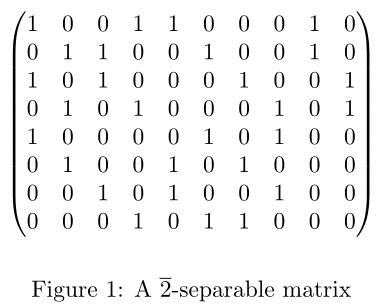 1 0 0 1 1 0 0 0 1 0
0 1 1 0 0 1 0 0 1 0
1 0 1 0 0 0 1 0 0 1
0 1 0 1 0 0 0 1 0 1
1 0 0 0 0 1 0 1 0 0
0 1 0 0 1 0 1 0 0 0
0 0 1 0 1 0 0 1 0 0
0 0 0 1 0 1 1 0 0 0
Figure 1: A 2̅-separable matrix